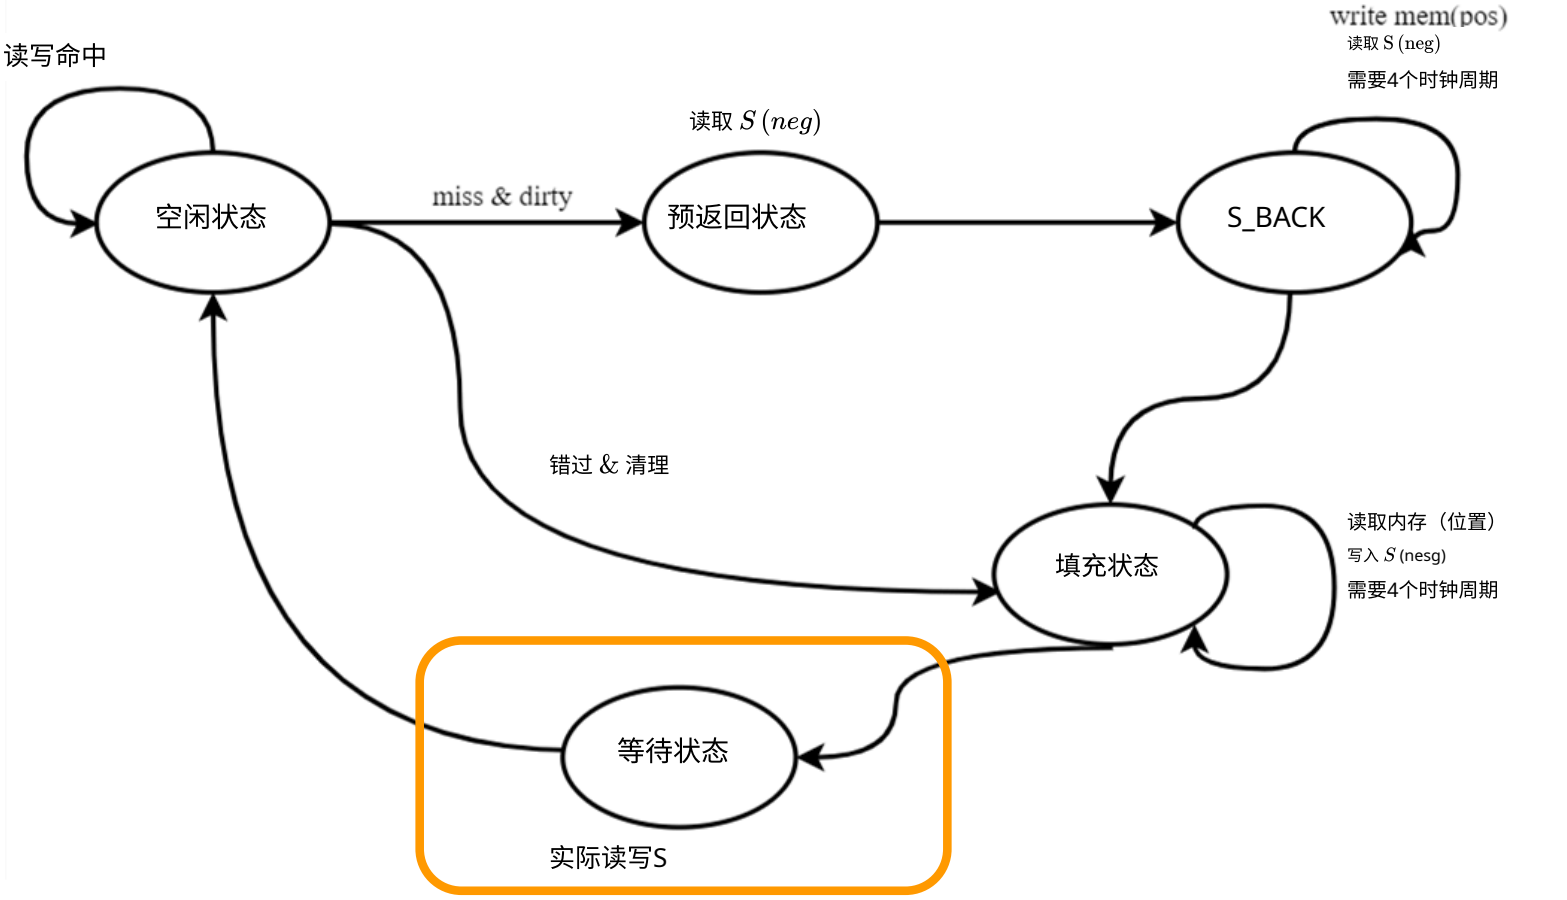 write mem(pos)
读取 S (neg)
需要4个时钟周期
读写命中
读取 S (neg)
miss & dirty
空闲状态
预返回状态
S_BACK
错过 & 清理
读取内存（位置）
写入 S (nesg)
需要4个时钟周期
填充状态
等待状态
实际读写S